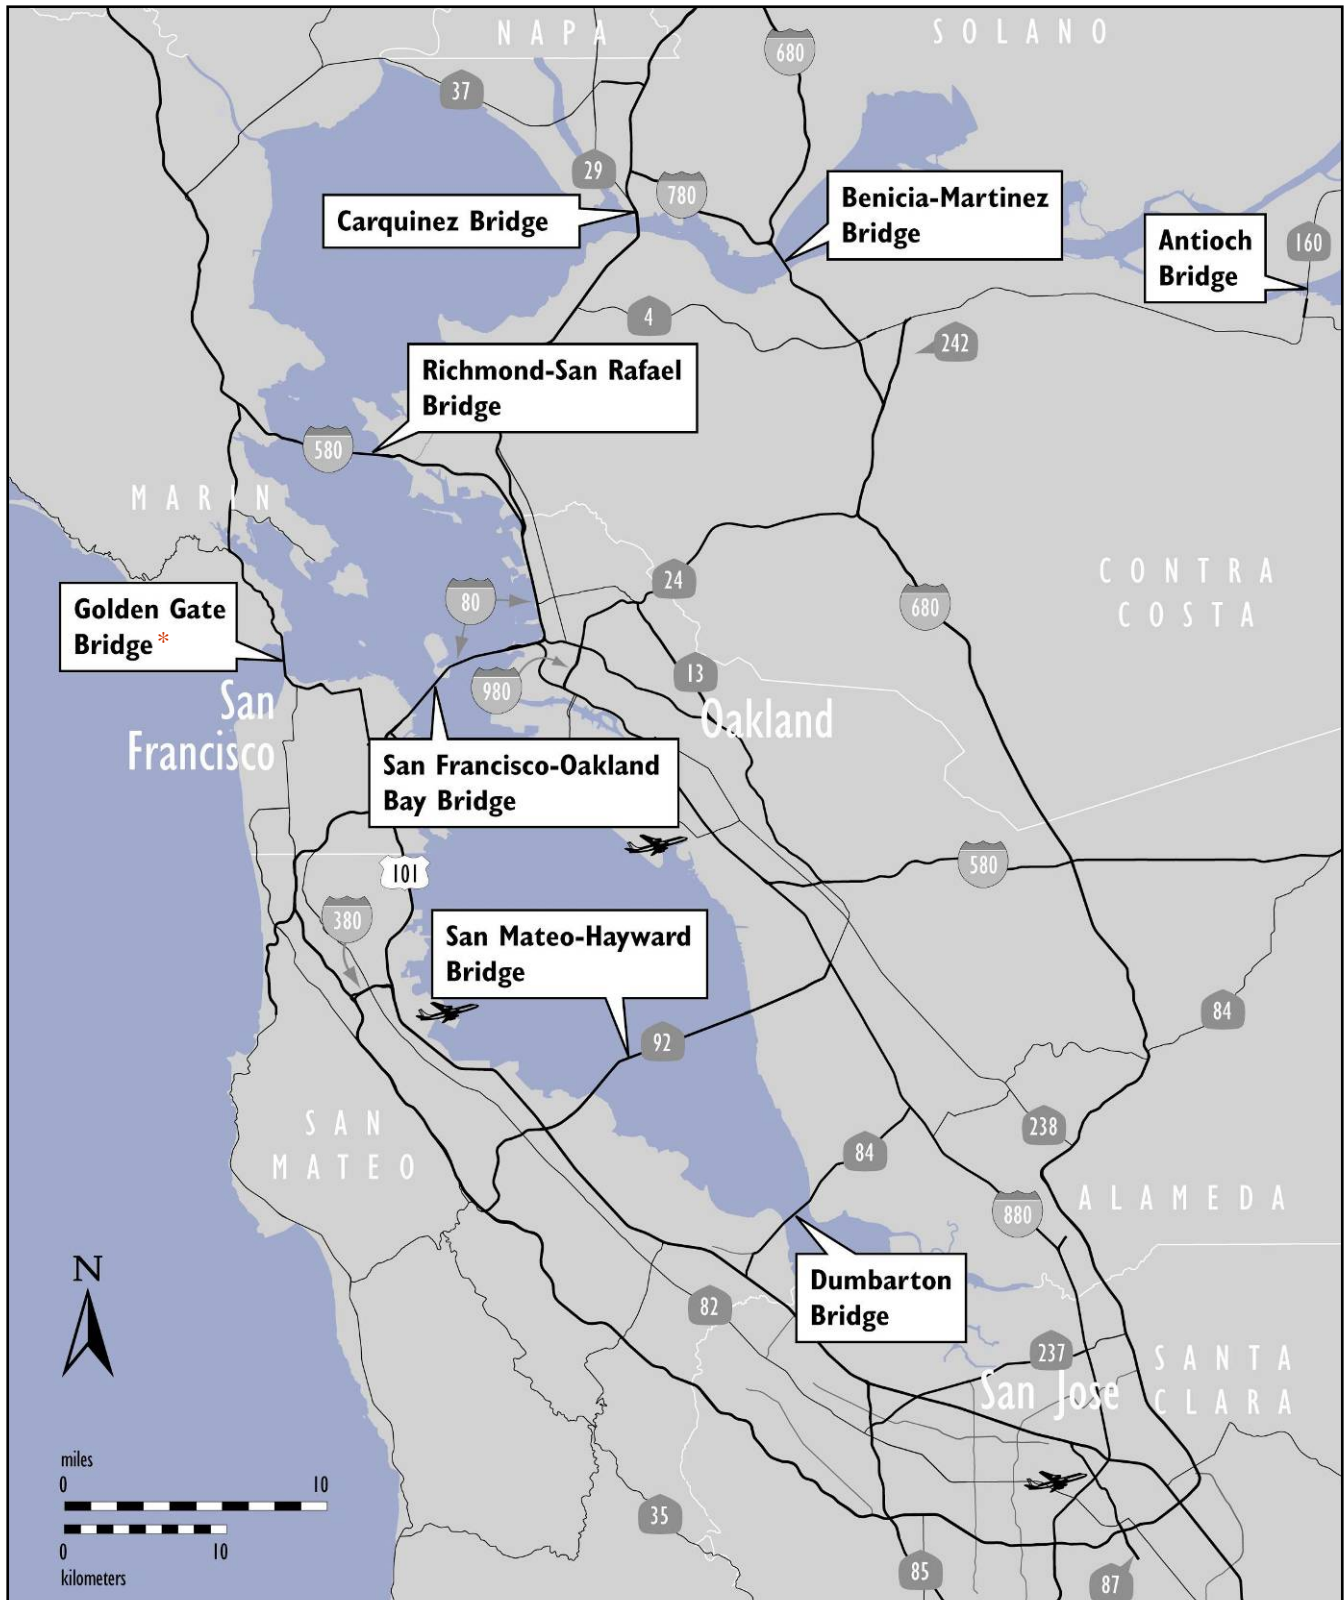 NAPA
SOLANO
680
37
29
780
Carquinez Bridge
Benicia-Martinez
Bridge
Antioch
Bridge
160
4
242
Richmond-San Rafael
Bridge
580
MARIN
CONTRA
COSTA
24
80
680
Golden Gate
Bridge*
13
980
San
Francisco
Oakland
San Francisco-Oakland
Bay Bridge
101
580
380
San Mateo-Hayward
Bridge
92
84
SAN
MATEO
238
84
ALAMEDA
880
N
Dumbarton
Bridge
82
237
SANTA
CLARA
San Jose
miles
0 10
0 10
kilometers
35
85
87